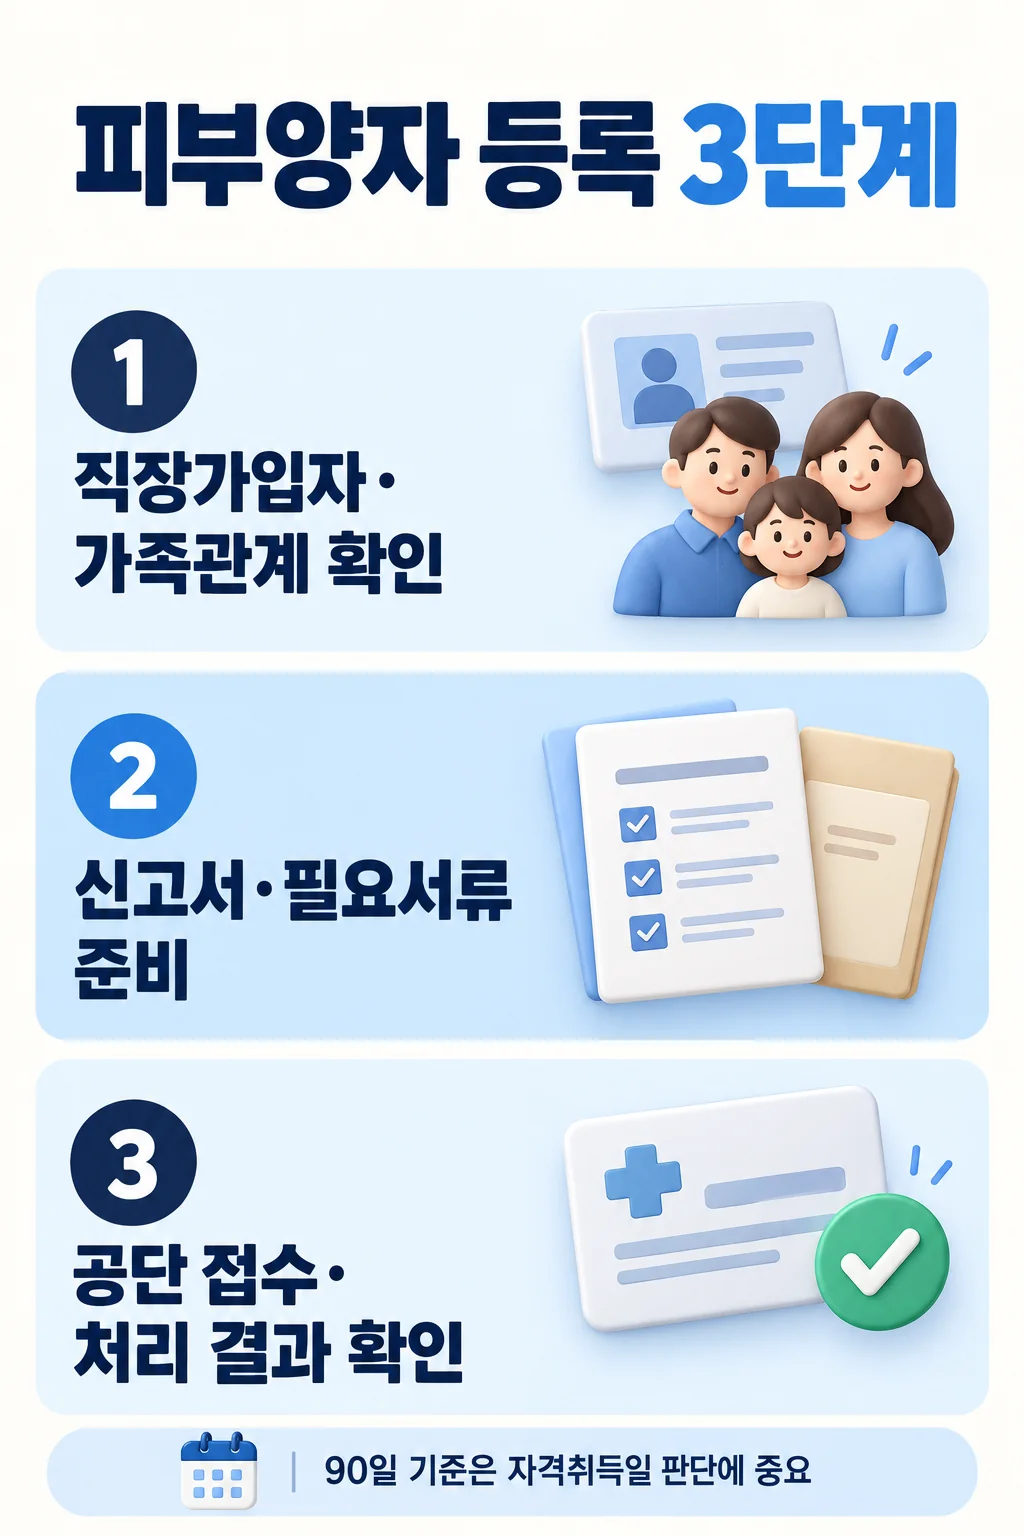 피부양자 등록 3단계
1
직장가입자·
가족관계 확인
2
신고서·필요서류
준비
3
공단 접수·
처리 결과 확인
90일 기준은 자격취득일 판단에 중요